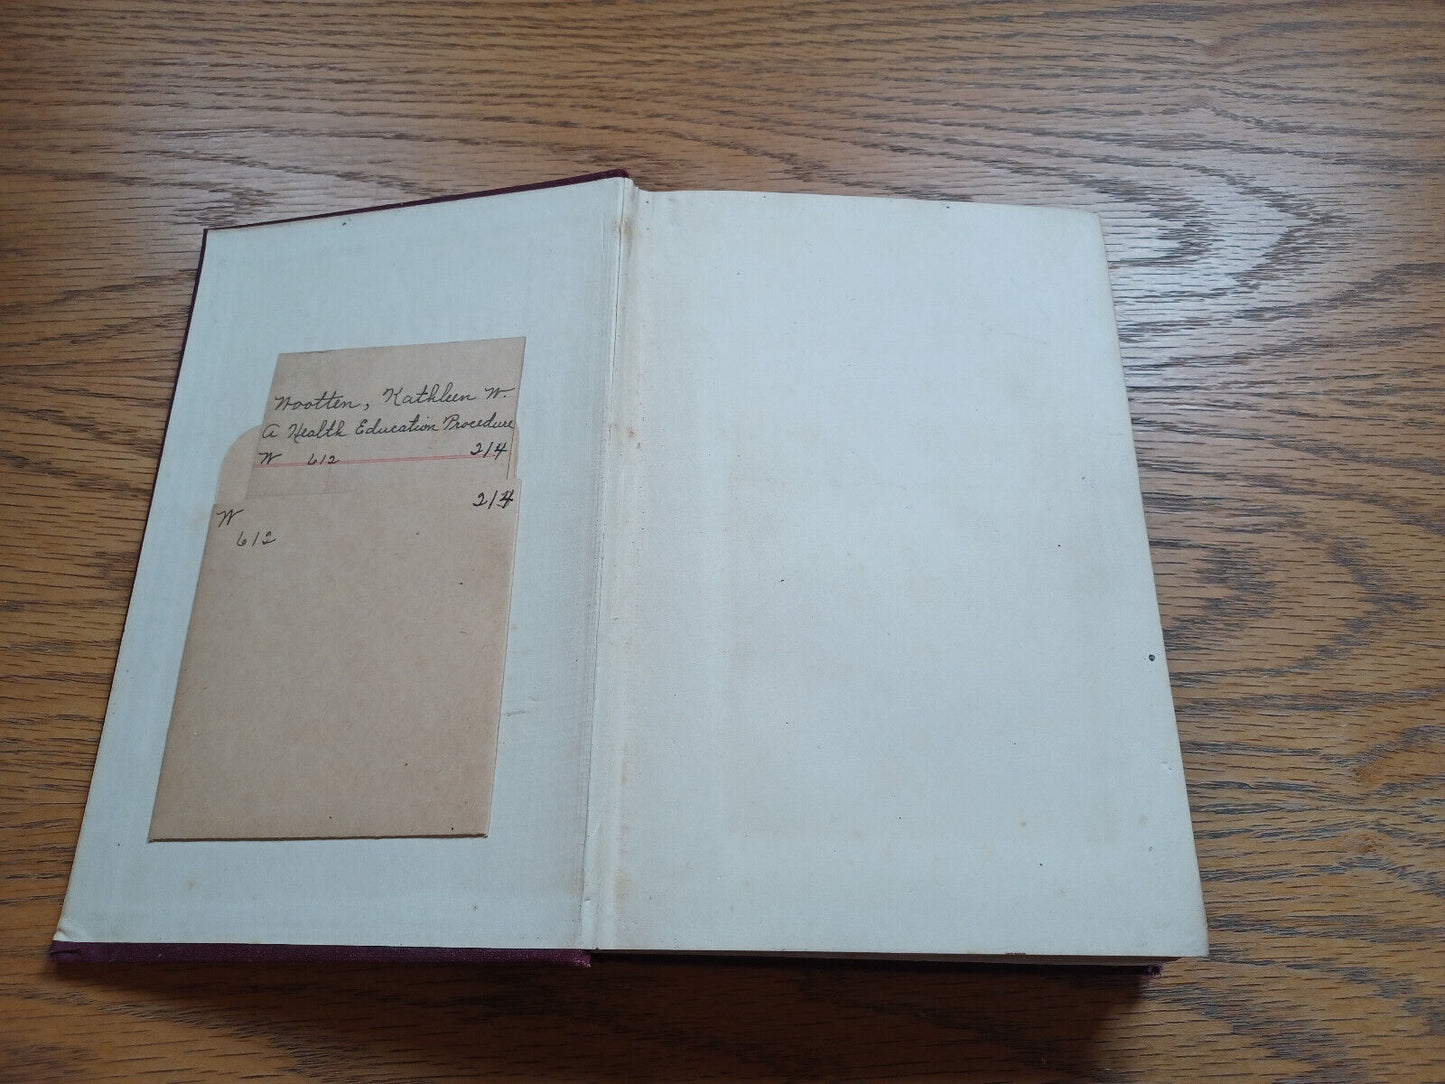 Wootten, Kathleen W.
A Health Education Procedure
W 612 214
W 214
612